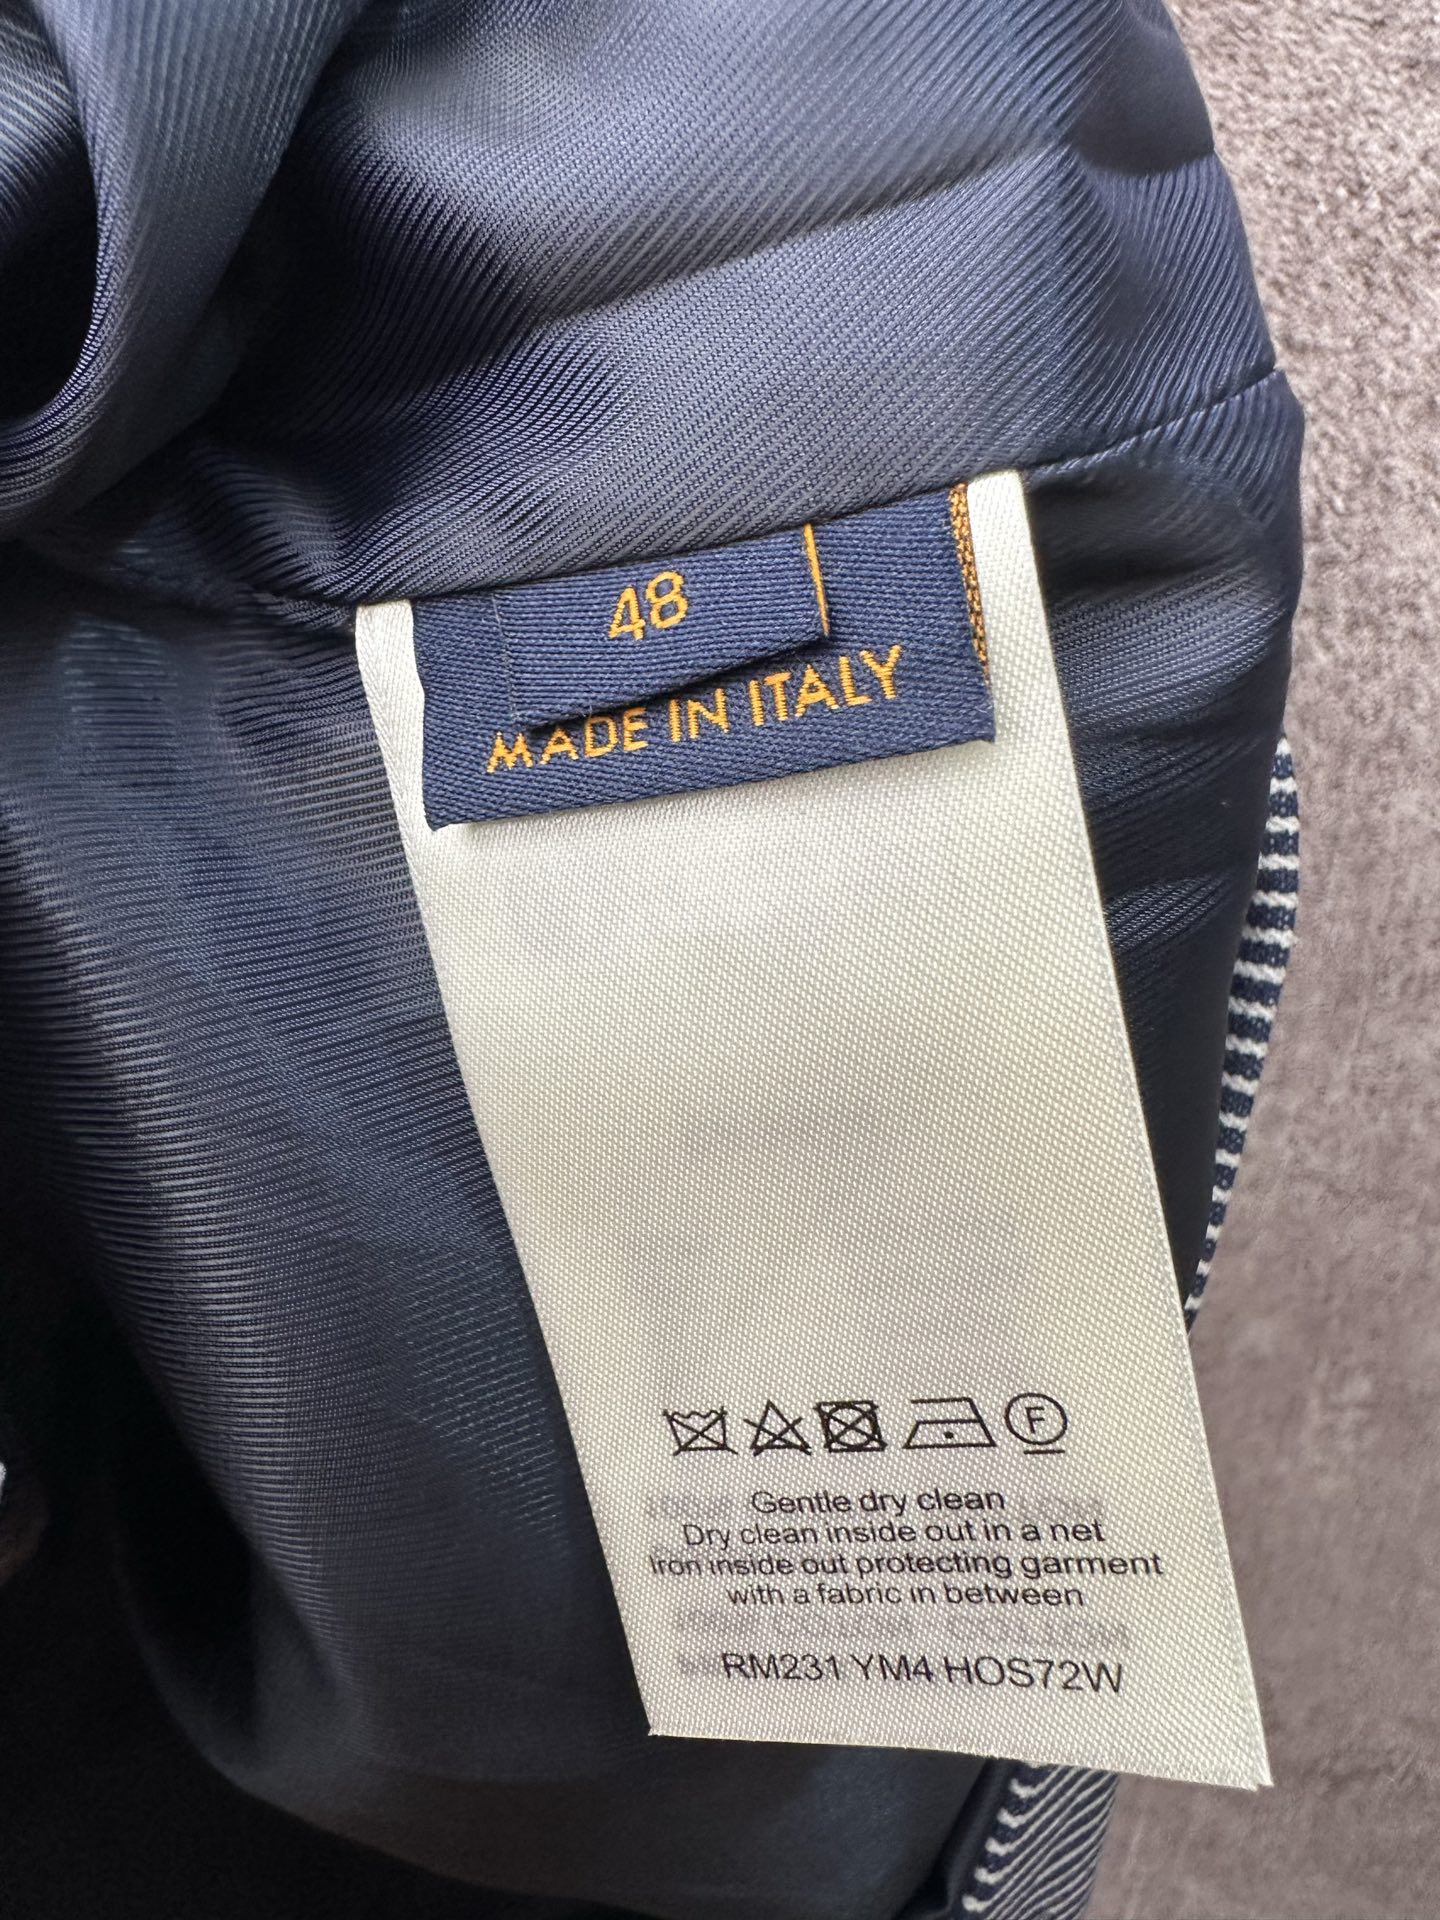 48
MADE IN ITALY
F
Gentle dry clean
Dry clean inside out in a net
Iron inside out protecting garment
with a fabric in between
RM231 YM4 HOS72W